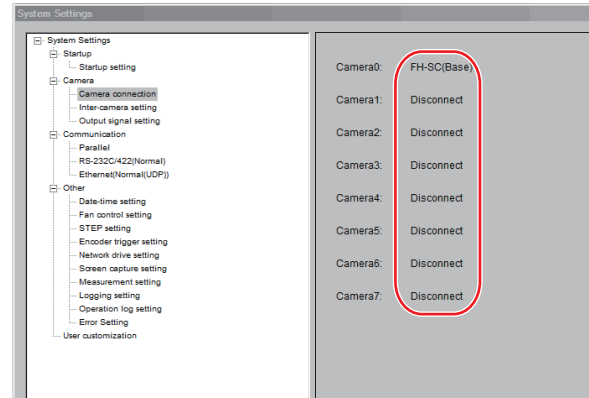 System Settings
System Settings
Startup
Startup setting
Camera
Camera connection
Inter-camera setting
Output signal setting
Communication
Parallel
RS-232C/422(Normal)
Ethernet(Normal(UDP))
Other
Date-time setting
Fan control setting
STEP setting
Encoder trigger setting
Network drive setting
Screen capture setting
Measurement setting
Logging setting
Operation log setting
Error Setting
User customization
Camera0: FH-SC(Base)
Camera1: Disconnect
Camera2: Disconnect
Camera3: Disconnect
Camera4: Disconnect
Camera5: Disconnect
Camera6: Disconnect
Camera7: Disconnect